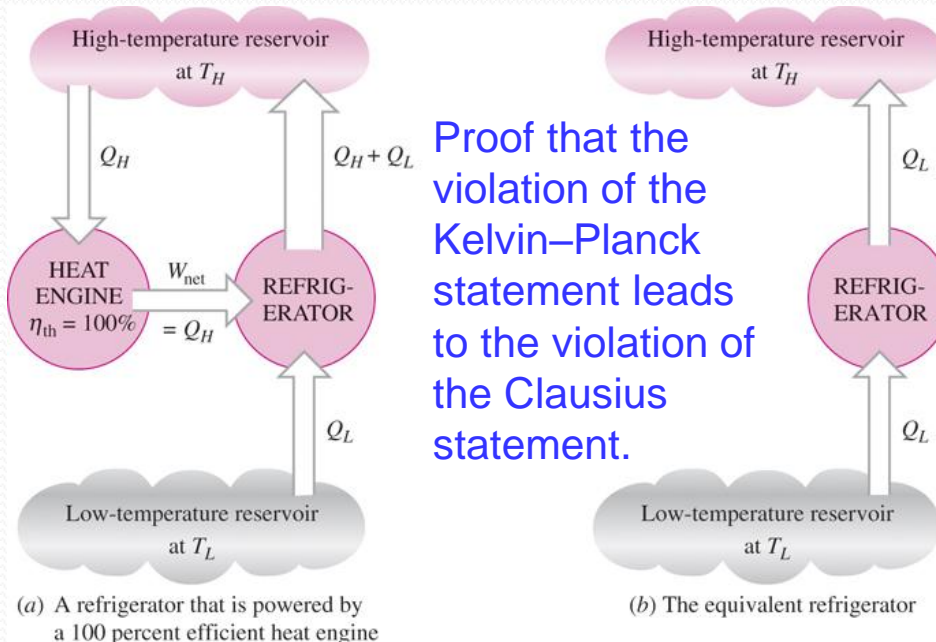 High-temperature reservoir
at T_H
Q_H
Q_H + Q_L
HEAT
ENGINE
η_th = 100%
W_net
= Q_H
REFRIG-
ERATOR
Q_L
Low-temperature reservoir
at T_L
(a) A refrigerator that is powered by
a 100 percent efficient heat engine
Proof that the
violation of the
Kelvin–Planck
statement leads
to the violation of
the Clausius
statement.
High-temperature reservoir
at T_H
Q_L
REFRIG-
ERATOR
Q_L
Low-temperature reservoir
at T_L
(b) The equivalent refrigerator